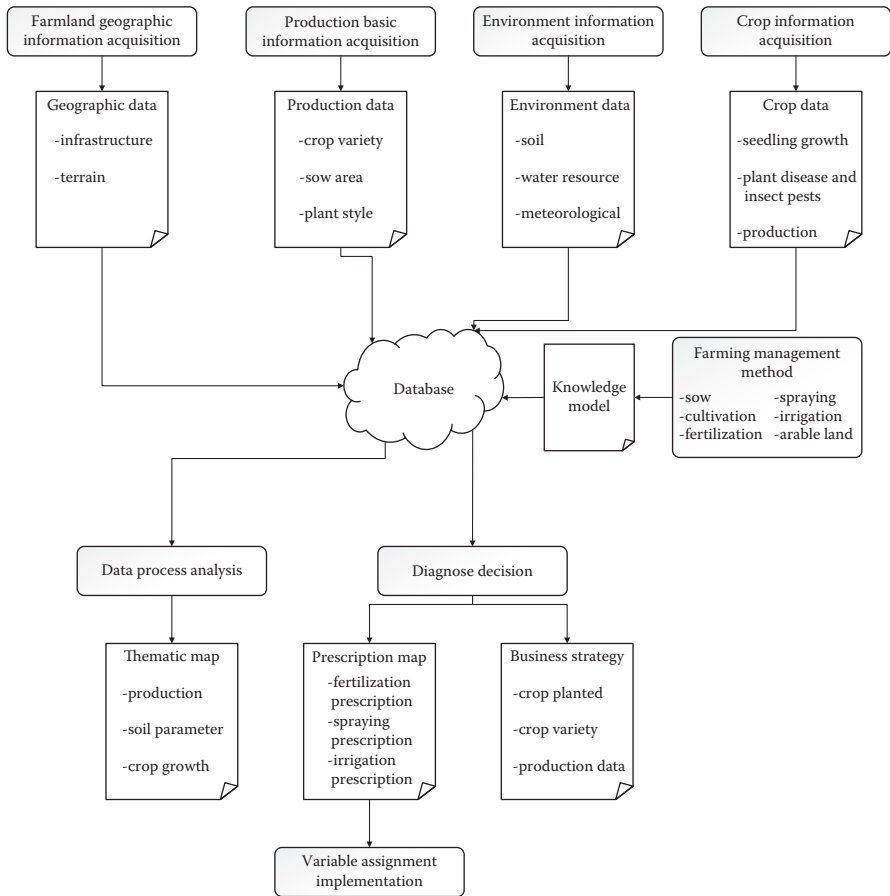 Farmland geographic
information acquisition
Production basic
information acquisition
Environment information
acquisition
Crop information
acquisition
Geographic data
-infrastructure
-terrain
Production data
-crop variety
-sow area
-plant style
Environment data
-soil
-water resource
-meteorological
Crop data
-seedling growth
-plant disease and
insect pests
-production
Database
Knowledge
model
Farming management
method
-sow
-spraying
-cultivation
-irrigation
-fertilization
-arable land
Data process analysis
Diagnose decision
Thematic map
-production
-soil parameter
-crop growth
Prescription map
-fertilization
prescription
-spraying
prescription
-irrigation
prescription
Business strategy
-crop planted
-crop variety
-production data
Variable assignment
implementation